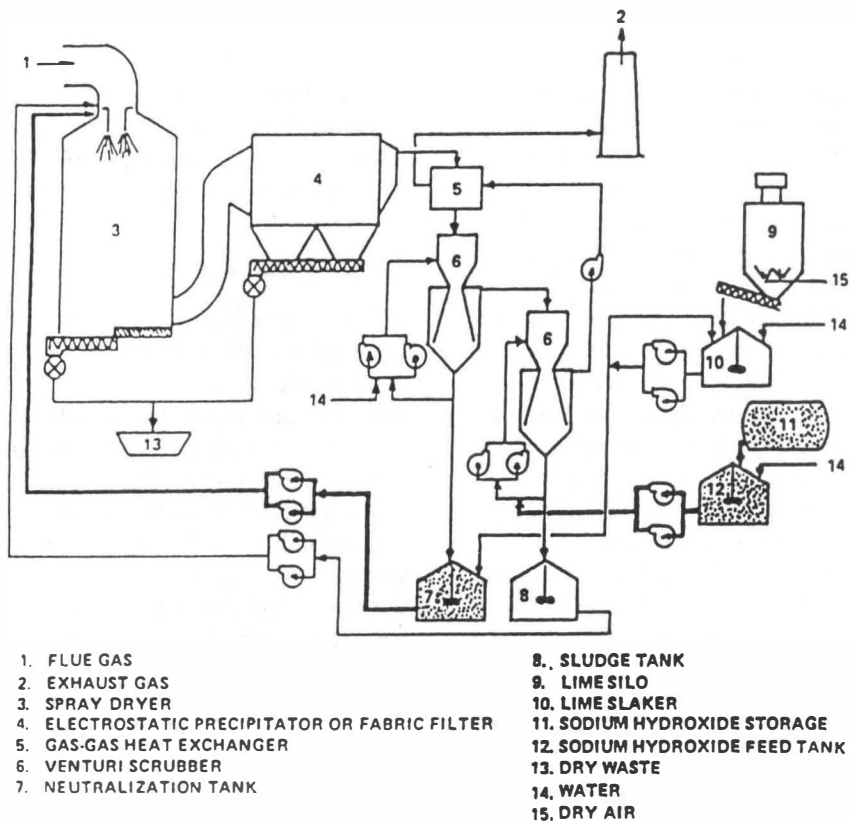 2
1
4
5
3
9
6
15
6
14
10
11
14
14
13
12
7
8
1. FLUE GAS
2. EXHAUST GAS
3. SPRAY DRYER
4. ELECTROSTATIC PRECIPITATOR OR FABRIC FILTER
5. GAS-GAS HEAT EXCHANGER
6. VENTURI SCRUBBER
7. NEUTRALIZATION TANK
8. SLUDGE TANK
9. LIME SILO
10. LIME SLAKER
11. SODIUM HYDROXIDE STORAGE
12. SODIUM HYDROXIDE FEED TANK
13. DRY WASTE
14. WATER
15. DRY AIR